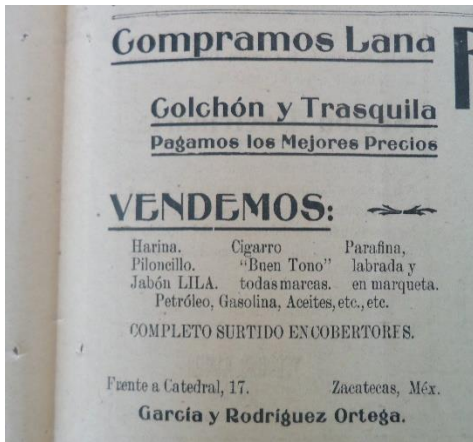 Compramos Lana
Colchón y Trasquila
Pagamos los Mejores Precios
VENDEMOS:
Harina. Cigarro Parafina,
Piloncillo. "Buen Tono" labrada y
Jabón LILA. todas marcas. en marqueta.
Petróleo, Gasolina, Aceites, etc., etc.
COMPLETO SURTIDO EN COBERTORES.
Frente a Catedral, 17. Zacatecas, Méx.
García y Rodríguez Ortega.